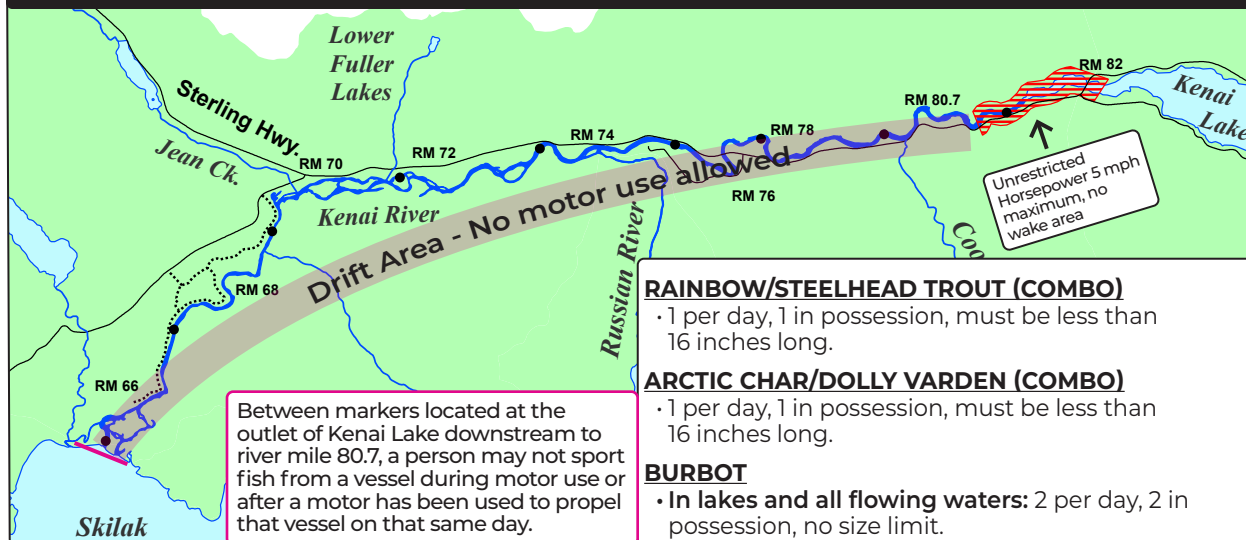 Lower
Fuller
Lakes
Sterling Hwy.
Jean Ck.
RM 70
RM 72
RM 74
RM 78
RM 80.7
RM 82
Kenai
Lake
Kenai River
RM 76
Unrestricted
Horsepower 5 mph
maximum, no
wake area
Drift Area - No motor use allowed
Russian River
Coo
RM 68
RM 66
Skilak
Between markers located at the
outlet of Kenai Lake downstream to
river mile 80.7, a person may not sport
fish from a vessel during motor use or
after a motor has been used to propel
that vessel on that same day.
RAINBOW/STEELHEAD TROUT (COMBO)
• 1 per day, 1 in possession, must be less than
16 inches long.
ARCTIC CHAR/DOLLY VARDEN (COMBO)
• 1 per day, 1 in possession, must be less than
16 inches long.
BURBOT
• In lakes and all flowing waters: 2 per day, 2 in
possession, no size limit.